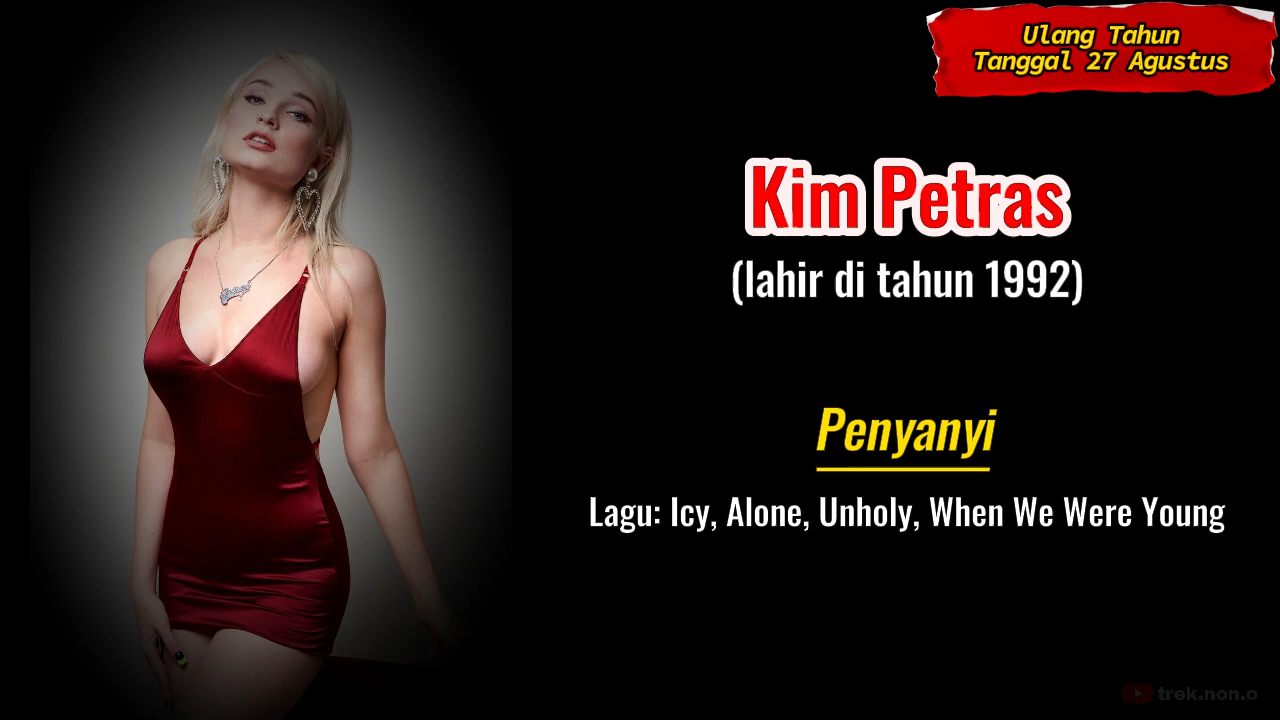 Ulang Tahun
Tanggal 27 Agustus
Kim Petras
(lahir di tahun 1992)
Penyanyi
Lagu: Icy, Alone, Unholy, When We Were Young
trek.non.o